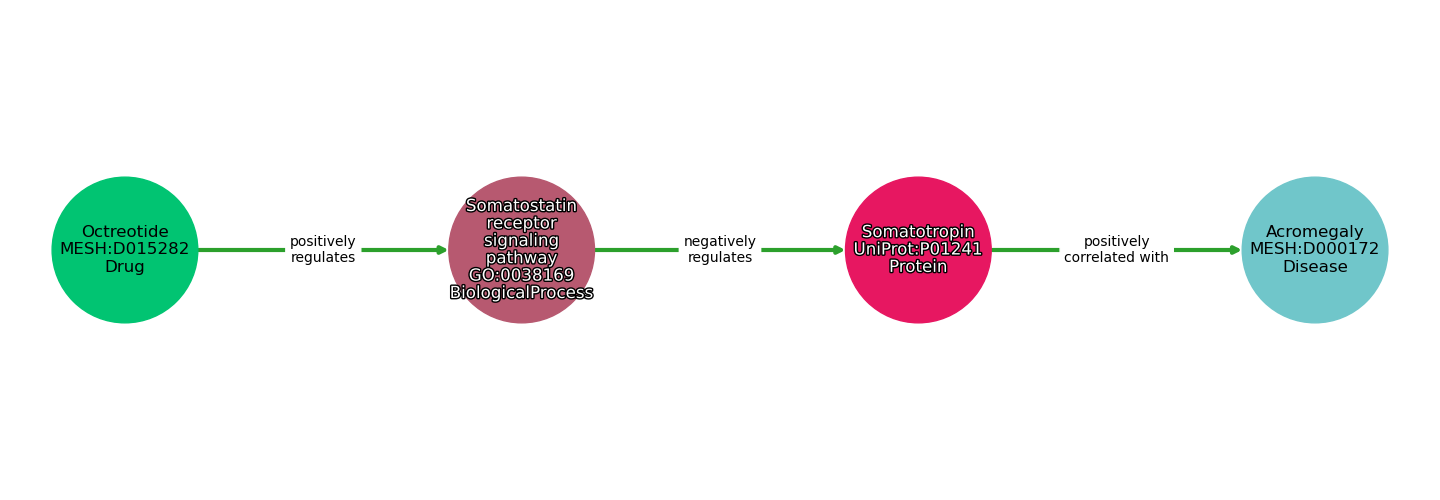 Octreotide
MESH:D015282
Drug
positively
regulates
Somatostatin
receptor
signaling
pathway
GO:0038169
BiologicalProcess
negatively
regulates
Somatotropin
UniProt:P01241
Protein
positively
correlated with
Acromegaly
MESH:D000172
Disease